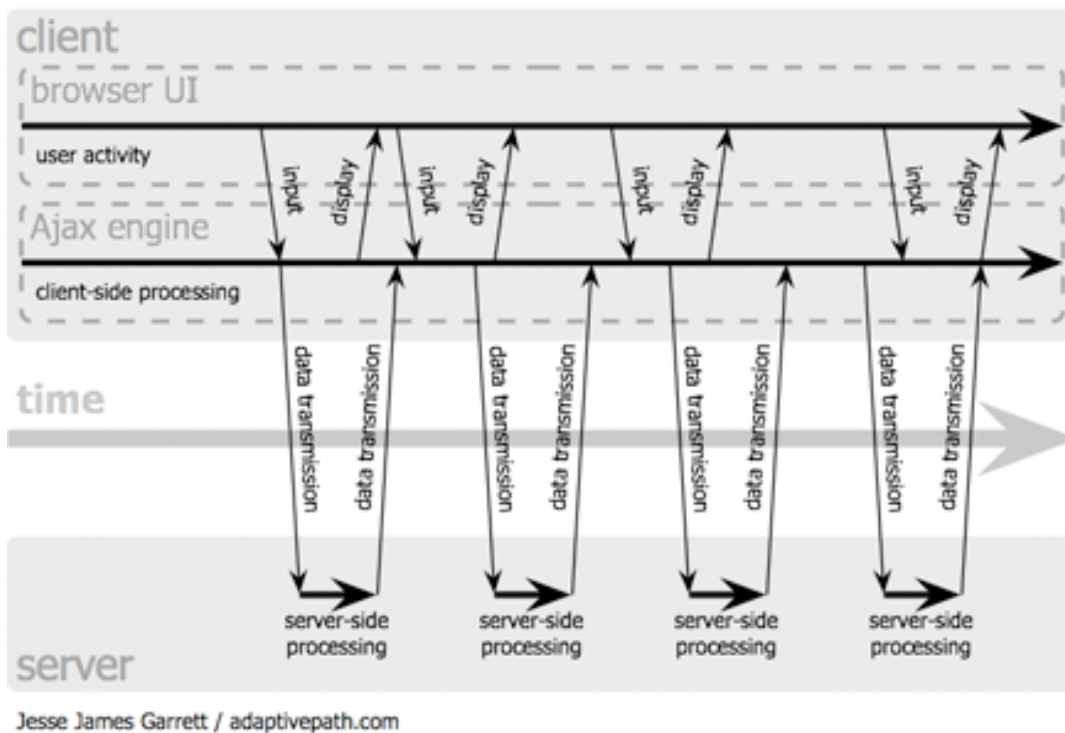 client
browser UI
user activity
input
display
input
display
input
display
input
display
Ajax engine
client-side processing
data transmission
data transmission
data transmission
data transmission
data transmission
data transmission
data transmission
data transmission
time
server-side
processing
server-side
processing
server-side
processing
server-side
processing
server
Jesse James Garrett / adaptivepath.com